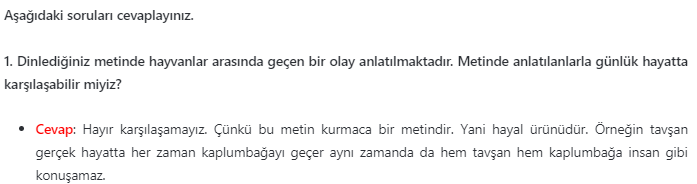 Aşağıdaki soruları cevaplayınız.
1. Dinlediğiniz metinde hayvanlar arasında geçen bir olay anlatılmaktadır. Metinde anlatılanlarla günlük hayatta
karşılaşabilir miyiz?
• Cevap: Hayır karşılaşamayız. Çünkü bu metin kurmaca bir metindir. Yani hayal ürünüdür. Örneğin tavşan
gerçek hayatta her zaman kaplumbağayı geçer aynı zamanda da hem tavşan hem kaplumbağa insan gibi
konuşamaz.